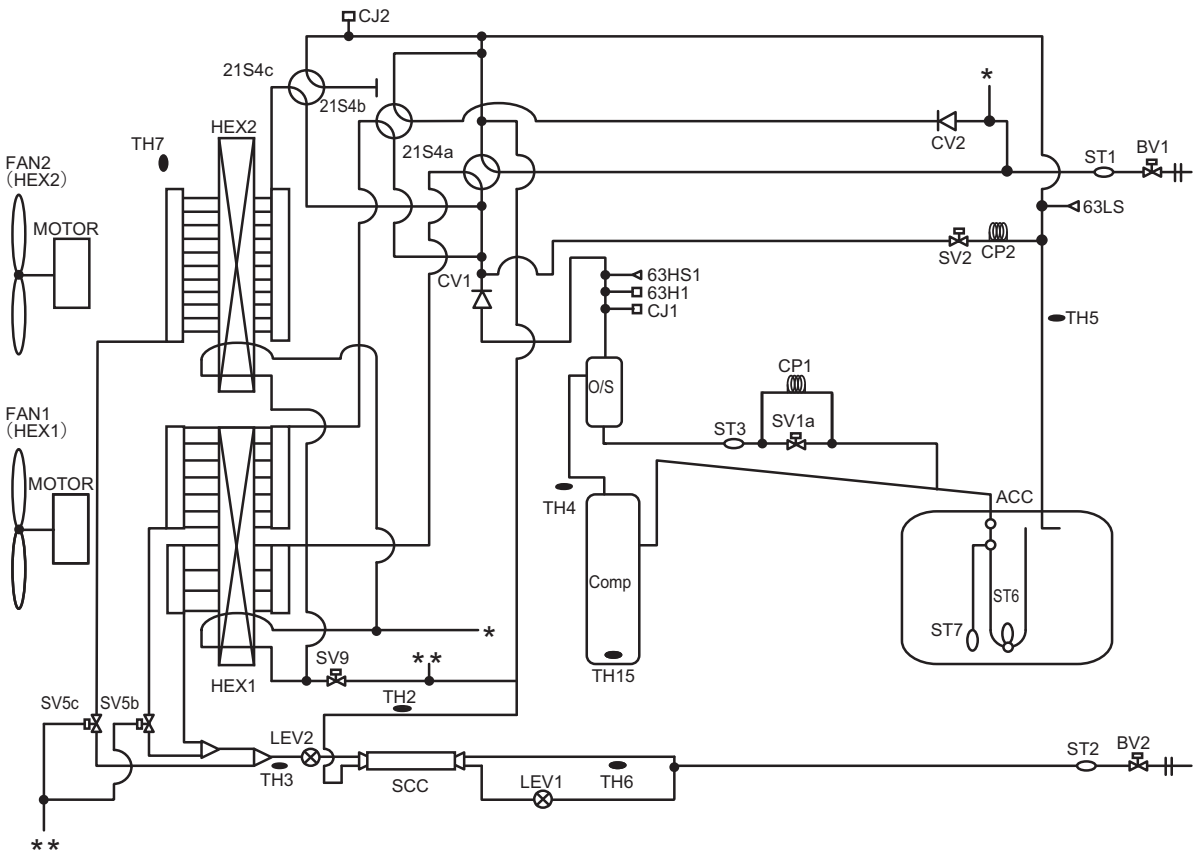 CJ2
21S4c
21S4b
*
HEX2
TH7
21S4a
CV2
ST1
BV1
FAN2
（HEX2）
MOTOR
63LS
SV2
CP2
CV1
63HS1
63H1
CJ1
TH5
O/S
CP1
SV1a
ST3
FAN1
（HEX1）
MOTOR
TH4
ACC
Comp
ST6
ST7
*
SV9
**
TH15
HEX1
TH2
SV5c
SV5b
LEV2
ST2
BV2
TH3
SCC
TH6
LEV1
**